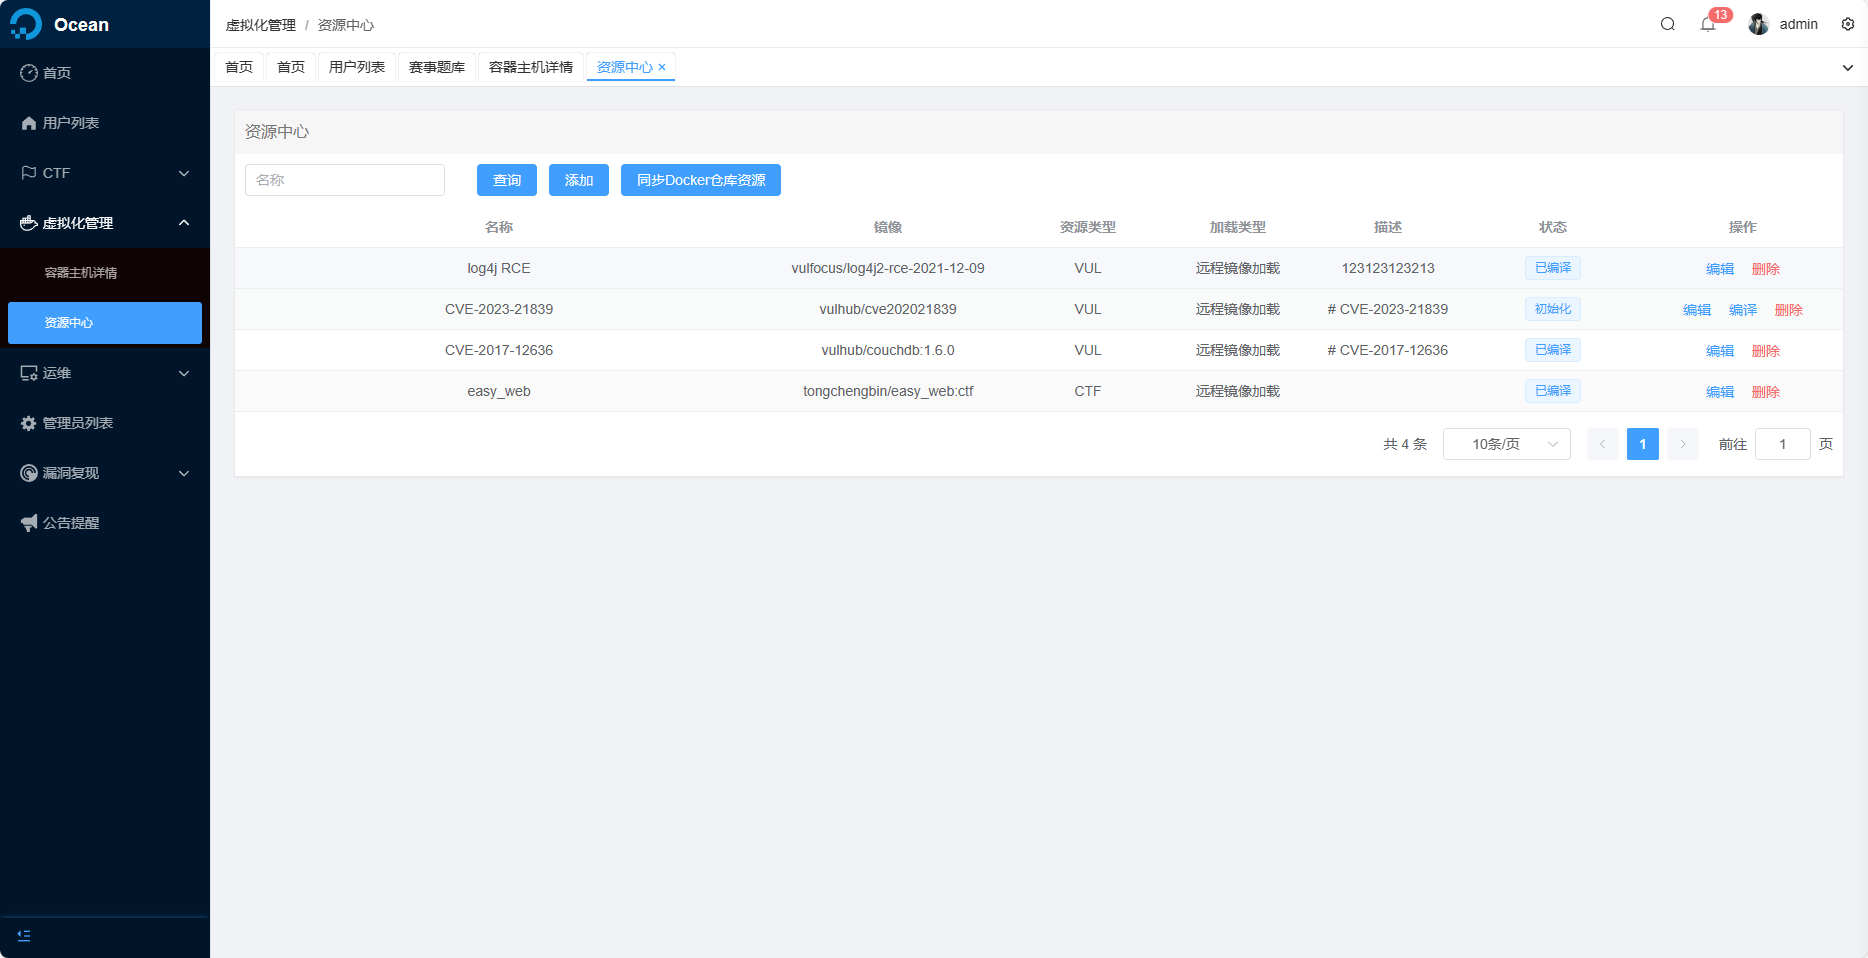 Ocean
虚拟化管理 / 资源中心
13
admin
首页
首页
用户列表
赛事题库
容器主机详情
资源中心 ×
首页
用户列表
CTF
虚拟化管理
容器主机详情
资源中心
运维
管理员列表
漏洞复现
公告提醒
资源中心
名称 查询 添加 同步Docker仓库资源
名称 镜像 资源类型 加载类型 描述 状态 操作
log4j RCE vulfocus/log4j2-rce-2021-12-09 VUL 远程镜像加载 123123123213 已编译 编辑 删除
CVE-2023-21839 vulhub/cve202021839 VUL 远程镜像加载 # CVE-2023-21839 初始化 编辑 编译 删除
CVE-2017-12636 vulhub/couchdb:1.6.0 VUL 远程镜像加载 # CVE-2017-12636 已编译 编辑 删除
easy_web tongchengbin/easy_web:ctf CTF 远程镜像加载 已编译 编辑 删除
共 4 条 10条/页 1 前往 1 页